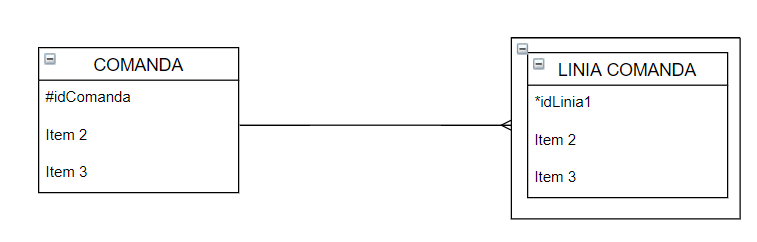 COMANDA
#idComanda
Item 2
Item 3
LINIA COMANDA
*idLinia1
Item 2
Item 3